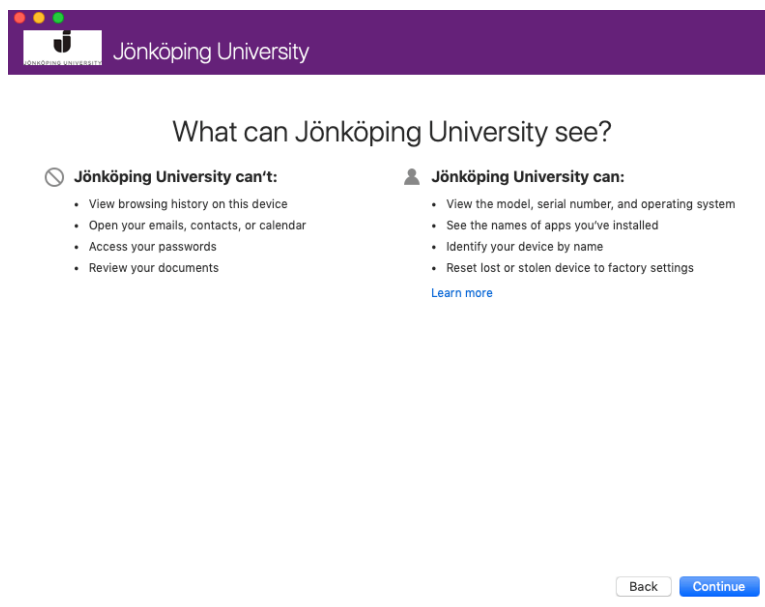 JÖNKÖPING UNIVERSITY
Jönköping University
What can Jönköping University see?
Jönköping University can't:
• View browsing history on this device
• Open your emails, contacts, or calendar
• Access your passwords
• Review your documents
Jönköping University can:
• View the model, serial number, and operating system
• See the names of apps you've installed
• Identify your device by name
• Reset lost or stolen device to factory settings
Learn more
Back
Continue